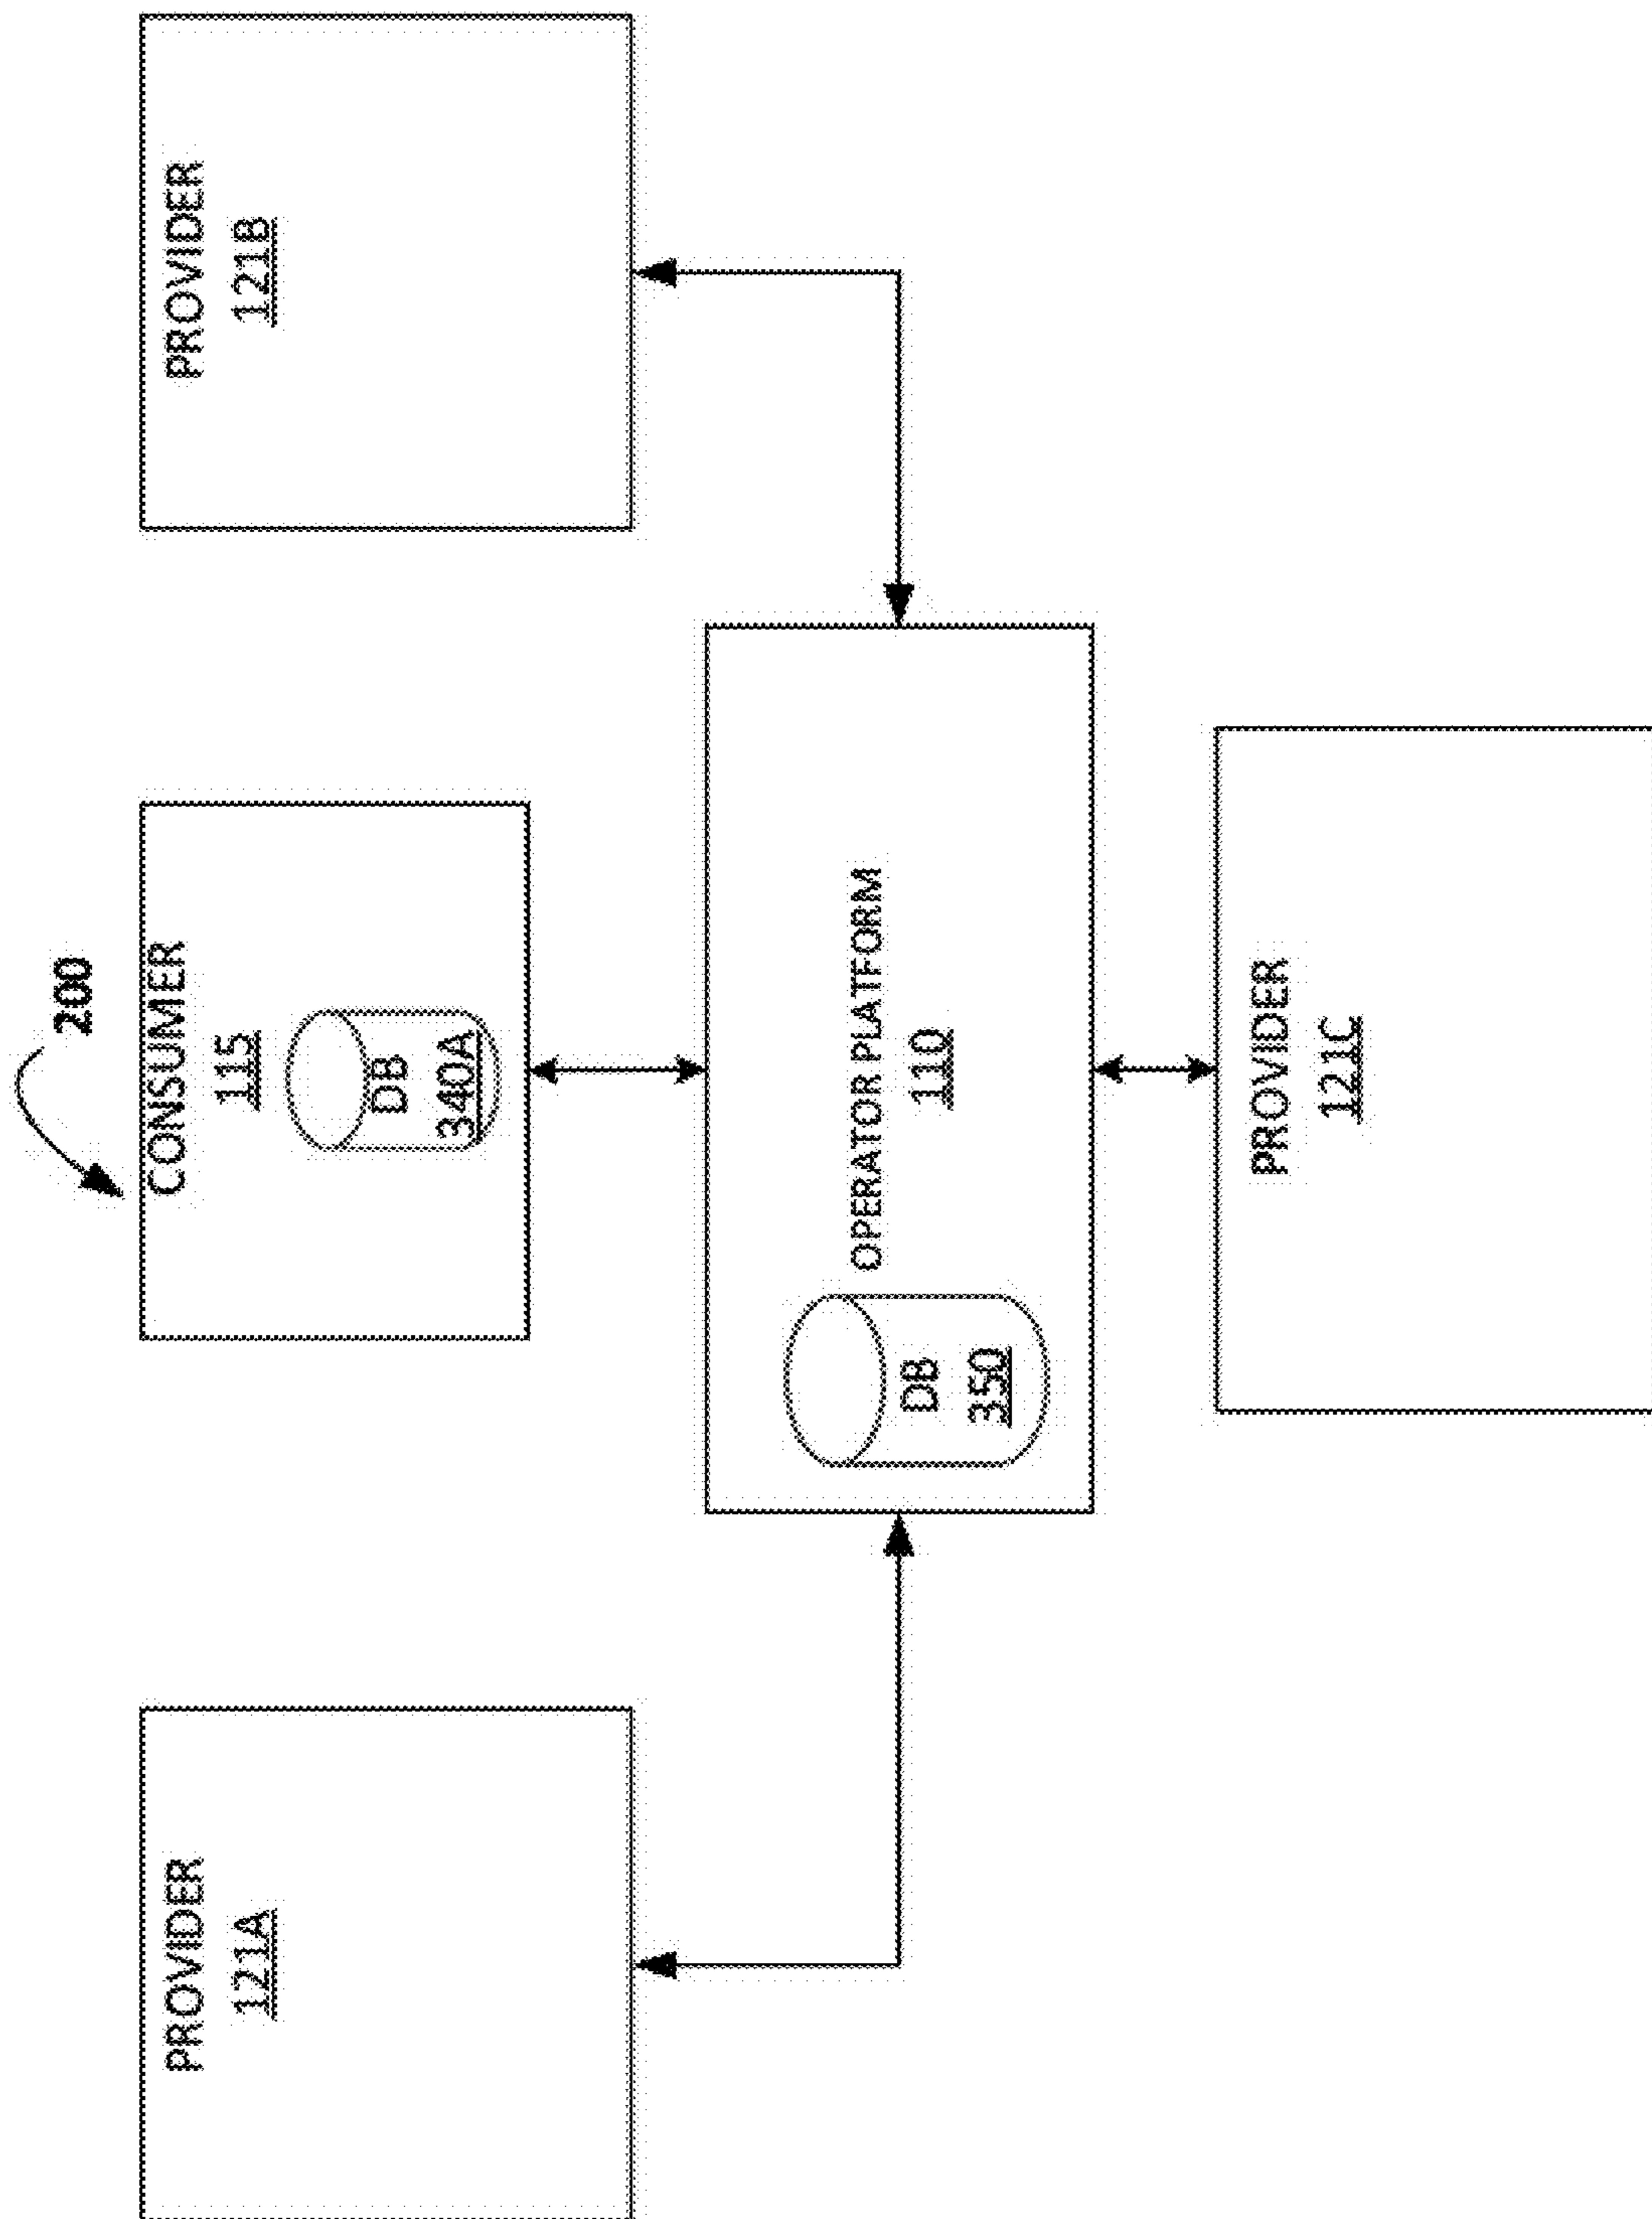 200
PROVIDER
121A
CONSUMER
115
DB
340A
PROVIDER
121B
OPERATOR PLATFORM
110
DB
350
PROVIDER
121C